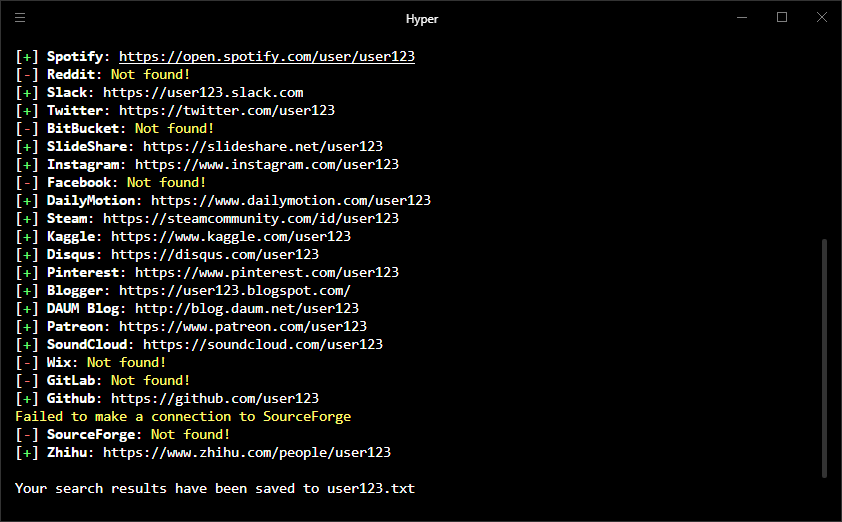 Hyper
[+] Spotify: https://open.spotify.com/user/user123
[-] Reddit: Not found!
[+] Slack: https://user123.slack.com
[+] Twitter: https://twitter.com/user123
[-] BitBucket: Not found!
[+] SlideShare: https://slideshare.net/user123
[+] Instagram: https://www.instagram.com/user123
[-] Facebook: Not found!
[+] DailyMotion: https://www.dailymotion.com/user123
[+] Steam: https://steamcommunity.com/id/user123
[+] Kaggle: https://www.kaggle.com/user123
[+] Disqus: https://disqus.com/user123
[+] Pinterest: https://www.pinterest.com/user123
[+] Blogger: https://user123.blogspot.com/
[+] DAUM Blog: http://blog.daum.net/user123
[+] Patreon: https://www.patreon.com/user123
[+] SoundCloud: https://soundcloud.com/user123
[-] Wix: Not found!
[-] GitLab: Not found!
[+] Github: https://github.com/user123
Failed to make a connection to SourceForge
[-] SourceForge: Not found!
[+] Zhihu: https://www.zhihu.com/people/user123
Your search results have been saved to user123.txt